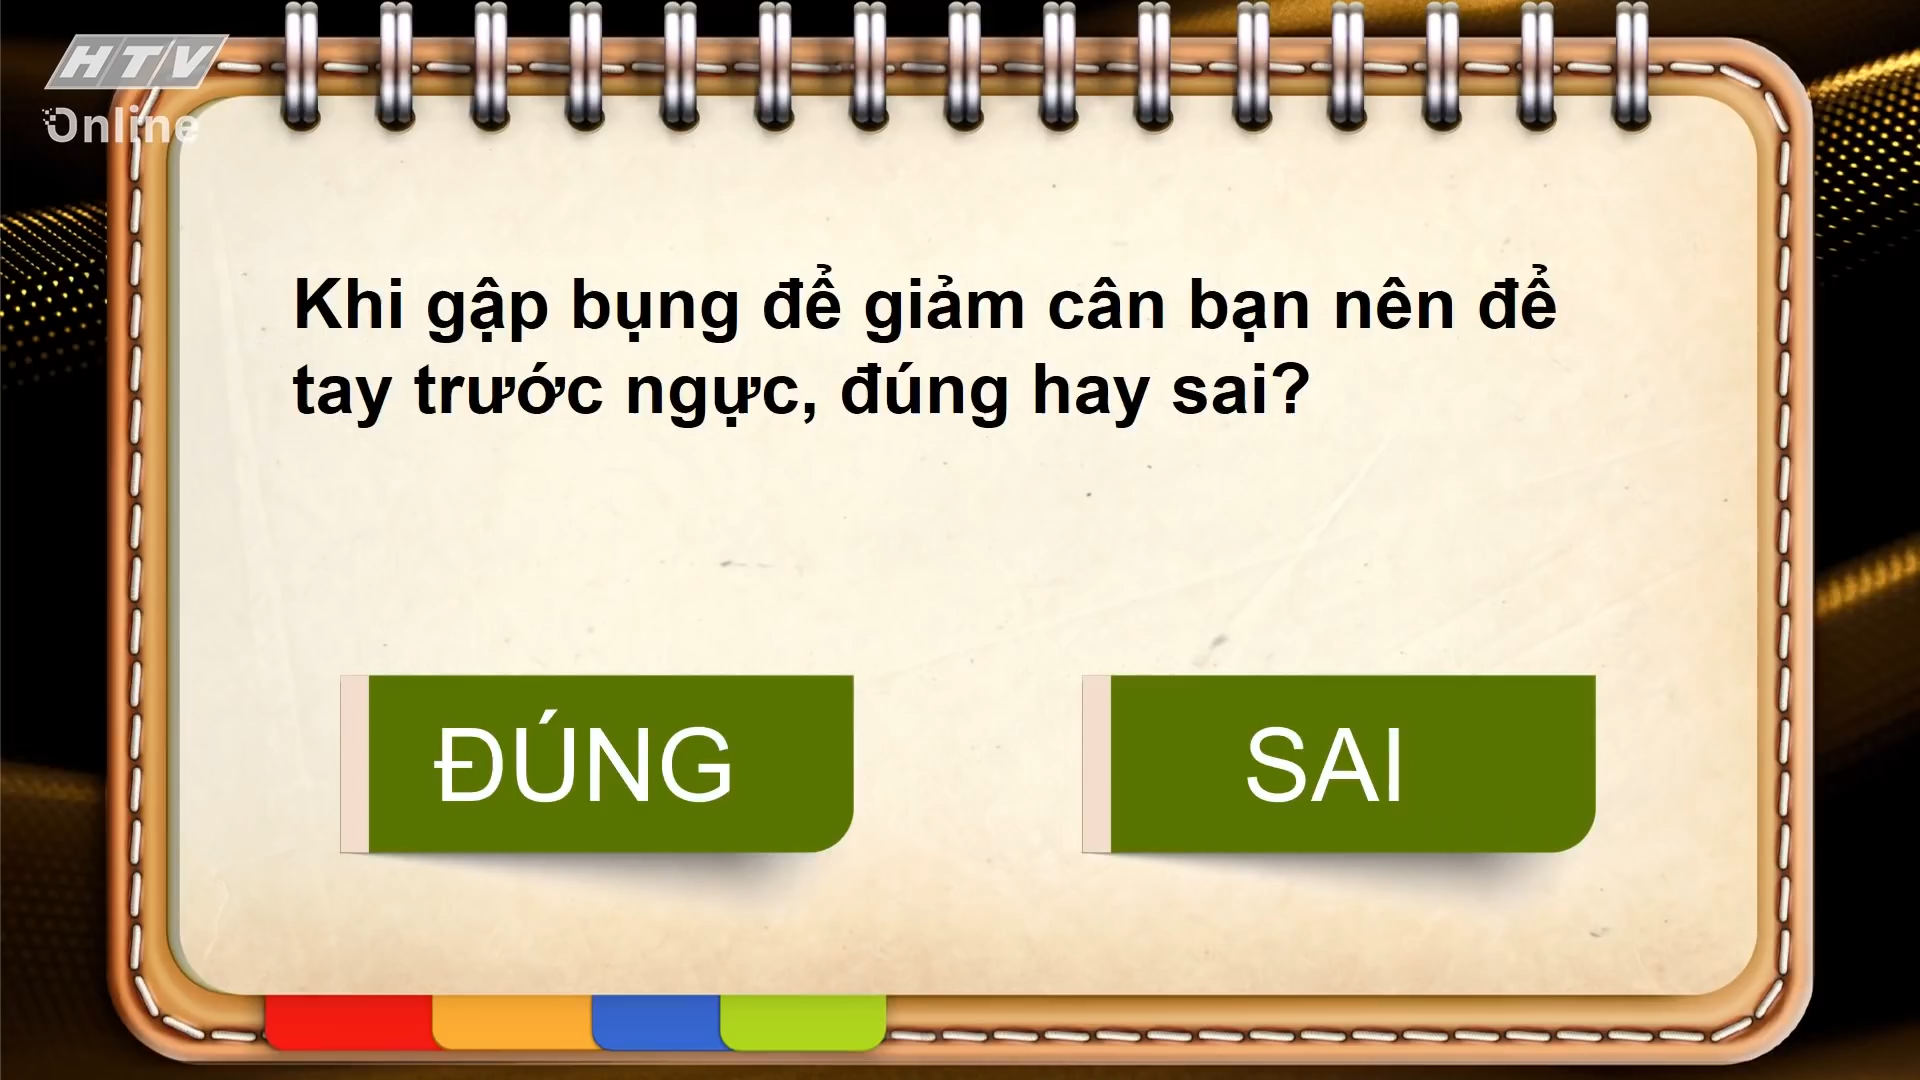 HTV
Online
Khi gập bụng để giảm cân bạn nên để
tay trước ngực, đúng hay sai?
ĐÚNG
SAI